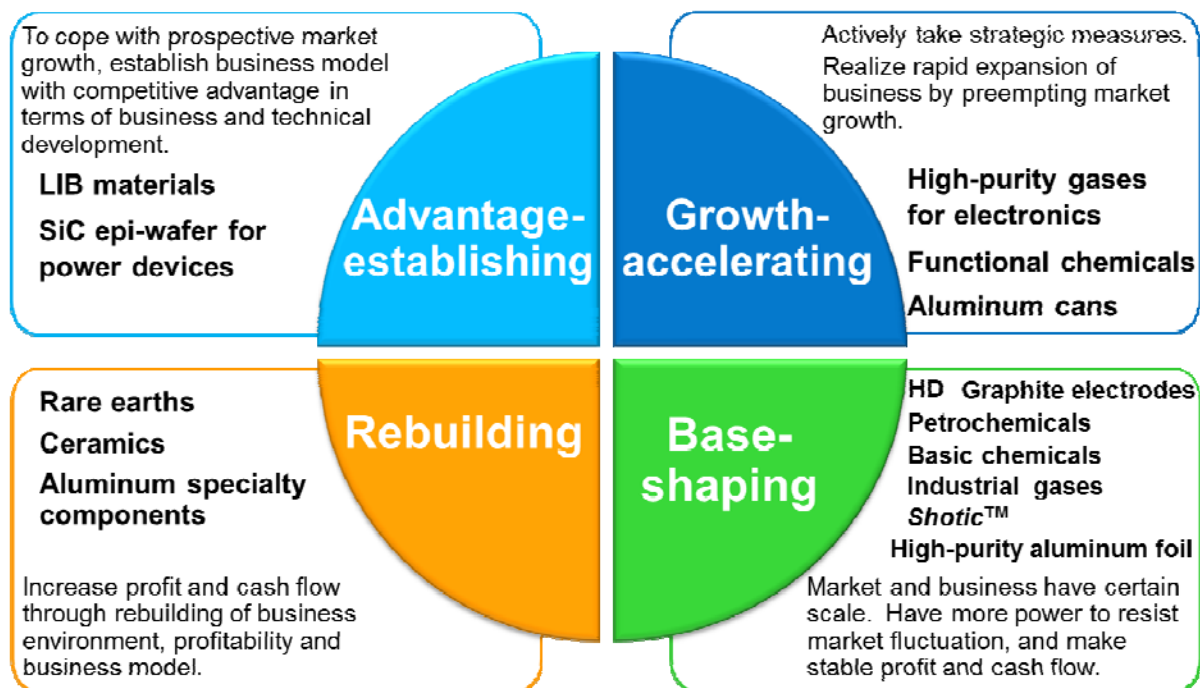 To cope with prospective market
growth, establish business model
with competitive advantage in
terms of business and technical
development.
LIB materials
SiC epi-wafer for
power devices
Advantage-
establishing
Actively take strategic measures.
Realize rapid expansion of
business by preempting market
growth.
High-purity gases
for electronics
Functional chemicals
Aluminum cans
Growth-
accelerating
Rare earths
Ceramics
Aluminum specialty
components
Increase profit and cash flow
through rebuilding of business
environment, profitability and
business model.
Rebuilding
Base-
shaping
HD Graphite electrodes
Petrochemicals
Basic chemicals
Industrial gases
Shotic™
High-purity aluminum foil
Market and business have certain
scale. Have more power to resist
market fluctuation, and make
stable profit and cash flow.